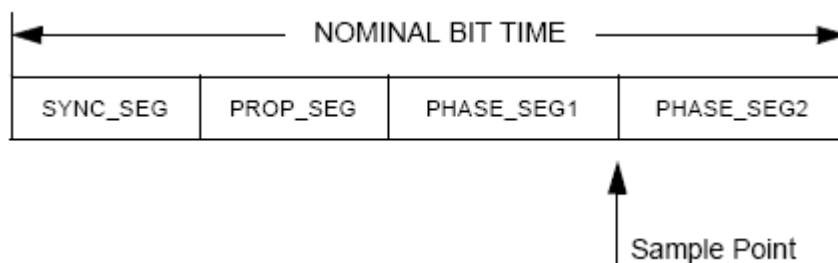 NOMINAL BIT TIME
SYNC_SEG PROP_SEG PHASE_SEG1 PHASE_SEG2
Sample Point